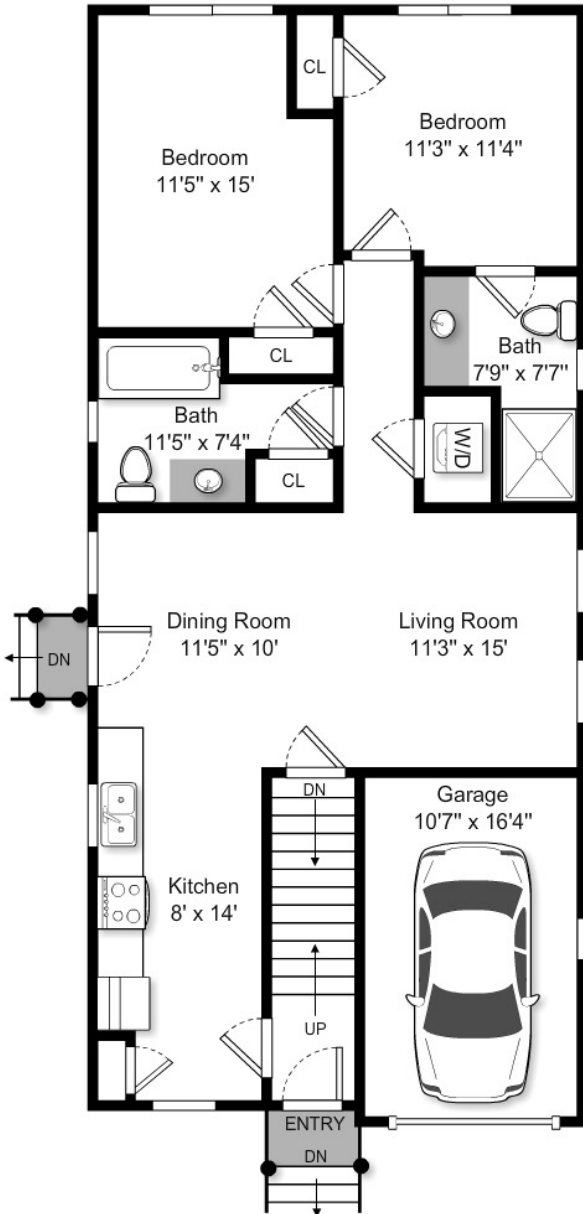 CL
Bedroom
11'3" x 11'4"
Bedroom
11'5" x 15'
CL
Bath
7'9" x 7'7"
Bath
11'5" x 7'4"
W/D
CL
Dining Room
11'5" x 10'
Living Room
11'3" x 15'
DN
DN
Garage
10'7" x 16'4"
Kitchen
8' x 14'
UP
ENTRY
DN